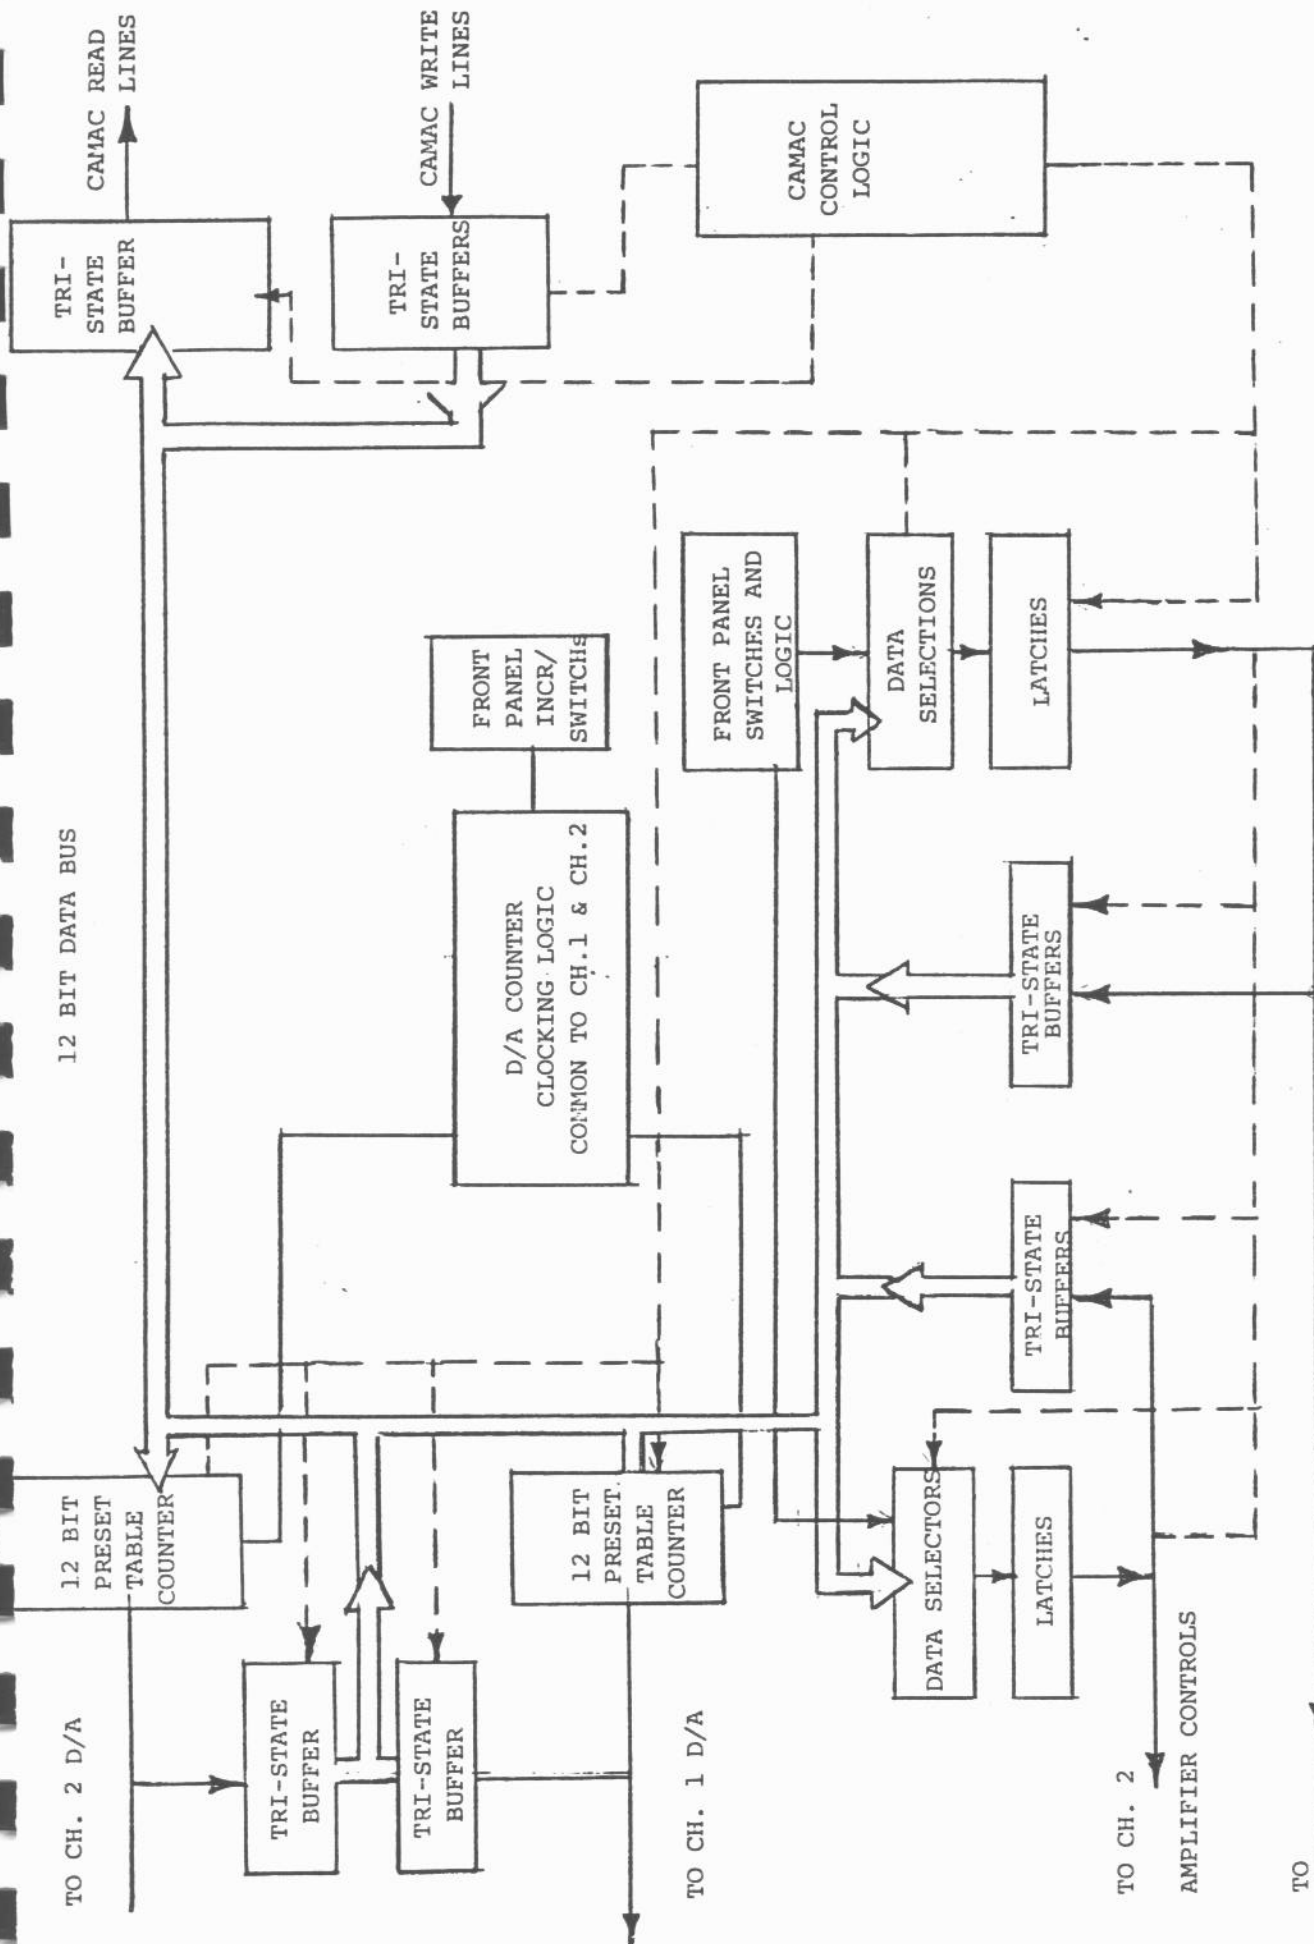 CAMAC READ
LINES
CAMAC WRITE
LINES
TRI-
STATE
BUFFER
TRI-
STATE
BUFFERS
CAMAC
CONTROL
LOGIC
12 BIT DATA BUS
FRONT
PANEL
INCR/
SWITCHS
FRONT PANEL
SWITCHES AND
LOGIC
DATA
SELECTIONS
LATCHES
D/A COUNTER
CLOCKING LOGIC
COMMON TO CH.1 & CH.2
TRI-STATE
BUFFERS
TRI-STATE
BUFFERS
12 BIT
PRESET
TABLE
COUNTER
12 BIT
PRESET.
TABLE
COUNTER
DATA SELECTORS
LATCHES
TRI-STATE
BUFFER
TRI-STATE
BUFFER
TO CH. 2 D/A
TO CH. 1 D/A
TO CH. 2
AMPLIFIER CONTROLS
TO